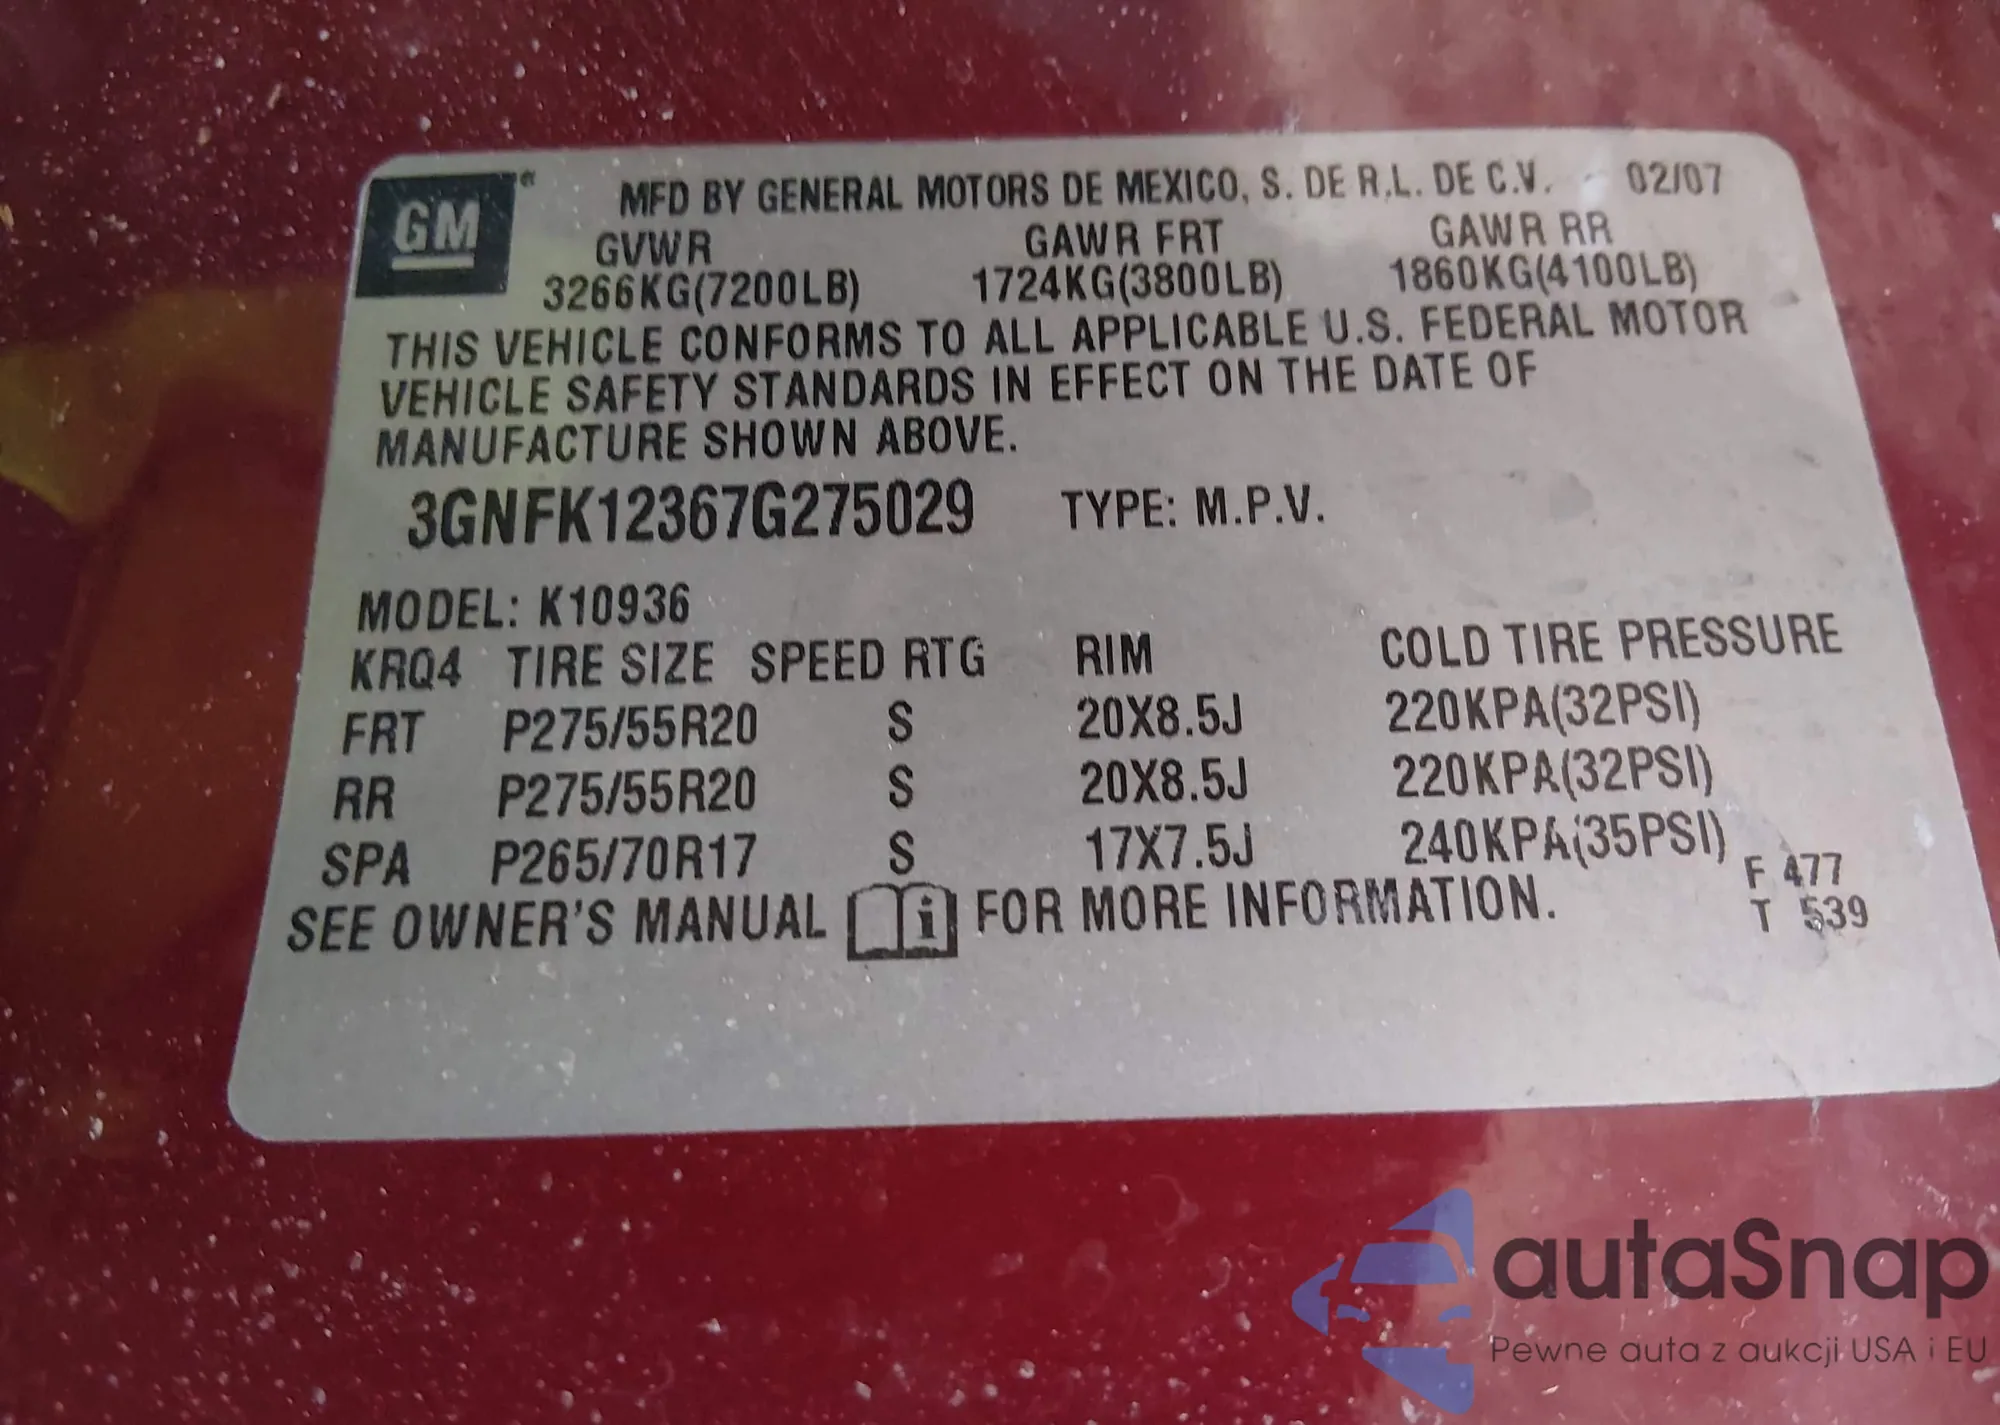 GM®
MFD BY GENERAL MOTORS DE MEXICO, S. DE R.L. DE C.V. 02/07
GVWR GAWR FRT GAWR RR
3266KG(7200LB) 1724KG(3800LB) 1860KG(4100LB)
THIS VEHICLE CONFORMS TO ALL APPLICABLE U.S. FEDERAL MOTOR
VEHICLE SAFETY STANDARDS IN EFFECT ON THE DATE OF
MANUFACTURE SHOWN ABOVE.
3GNFK12367G275029 TYPE: M.P.V.
MODEL: K10936
KRQ4 TIRE SIZE SPEED RTG RIM COLD TIRE PRESSURE
FRT P275/55R20 S 20X8.5J 220KPA(32PSI)
RR P275/55R20 S 20X8.5J 220KPA(32PSI)
SPA P265/70R17 S 17X7.5J 240KPA(35PSI)
F 477
SEE OWNER'S MANUAL i FOR MORE INFORMATION. T 539
autaSnap
Pewne auta z aukcji USA i EU